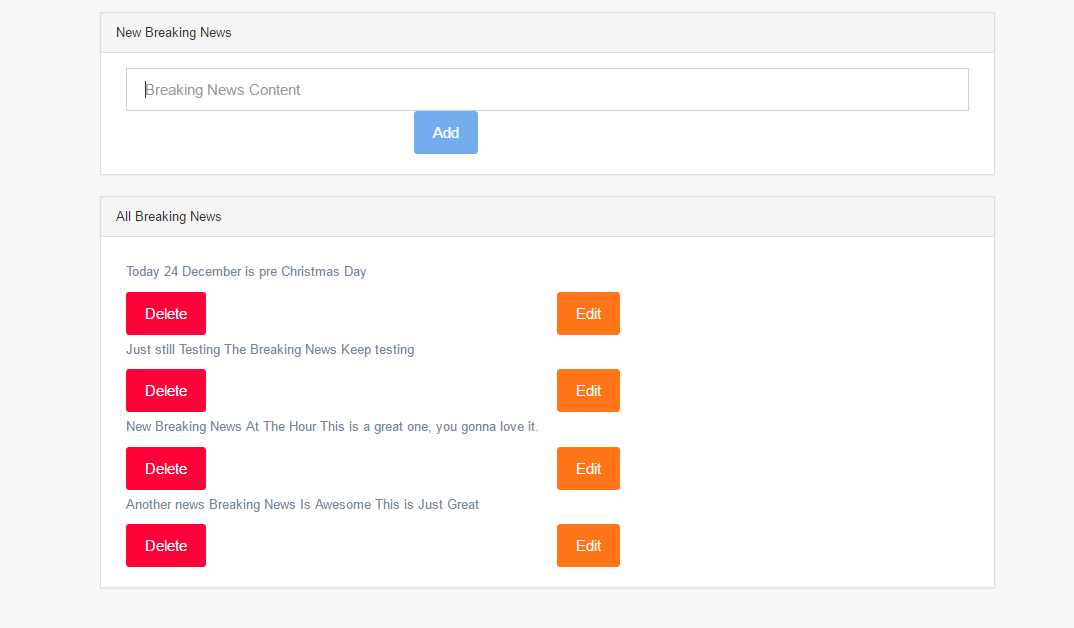 New Breaking News
Breaking News Content
Add
All Breaking News
Today 24 December is pre Christmas Day
Delete Edit
Just still Testing The Breaking News Keep testing
Delete Edit
New Breaking News At The Hour This is a great one, you gonna love it.
Delete Edit
Another news Breaking News Is Awesome This is Just Great
Delete Edit